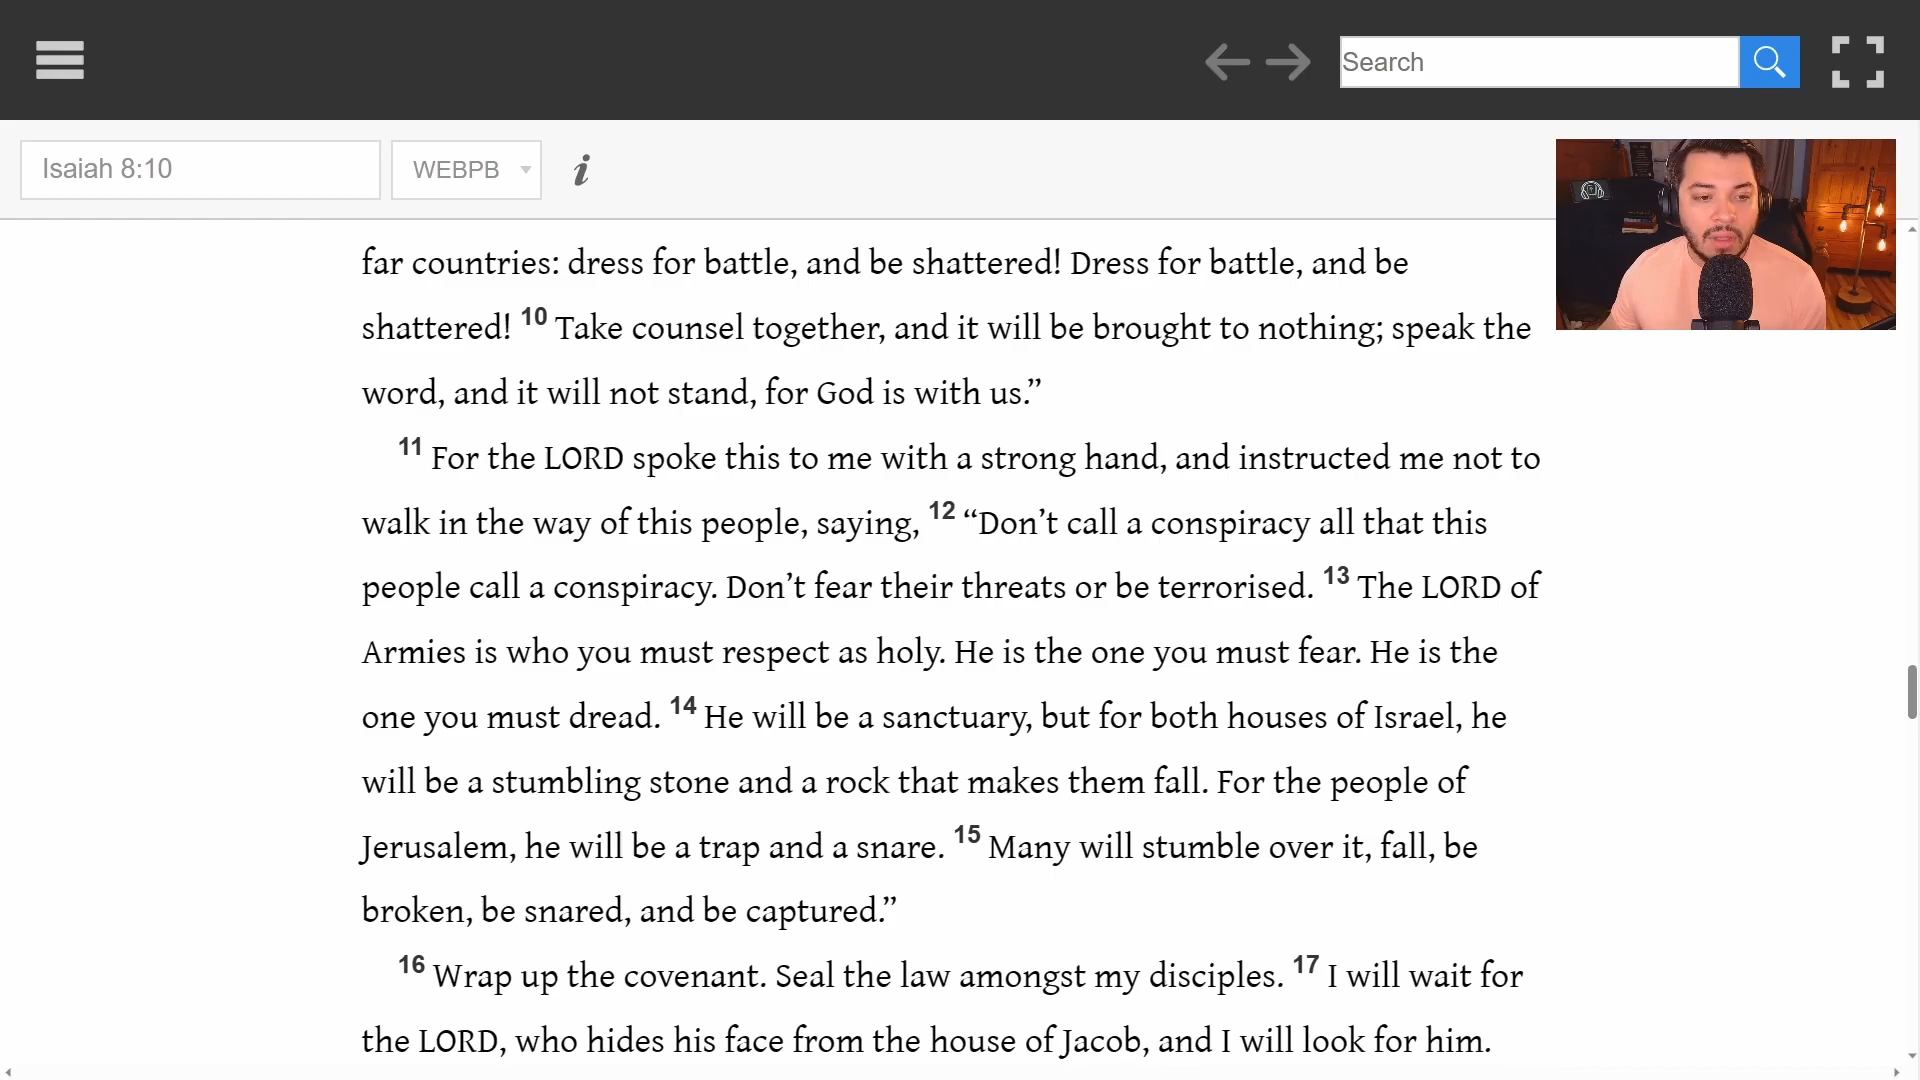 Search
Isaiah 8:10
WEBPB
i
far countries: dress for battle, and be shattered! Dress for battle, and be
shattered! 10 Take counsel together, and it will be brought to nothing; speak the
word, and it will not stand, for God is with us.”
11 For the LORD spoke this to me with a strong hand, and instructed me not to
walk in the way of this people, saying, 12 “Don’t call a conspiracy all that this
people call a conspiracy. Don’t fear their threats or be terrorised. 13 The LORD of
Armies is who you must respect as holy. He is the one you must fear. He is the
one you must dread. 14 He will be a sanctuary, but for both houses of Israel, he
will be a stumbling stone and a rock that makes them fall. For the people of
Jerusalem, he will be a trap and a snare. 15 Many will stumble over it, fall, be
broken, be snared, and be captured.”
16 Wrap up the covenant. Seal the law amongst my disciples. 17 I will wait for
the LORD, who hides his face from the house of Jacob, and I will look for him.